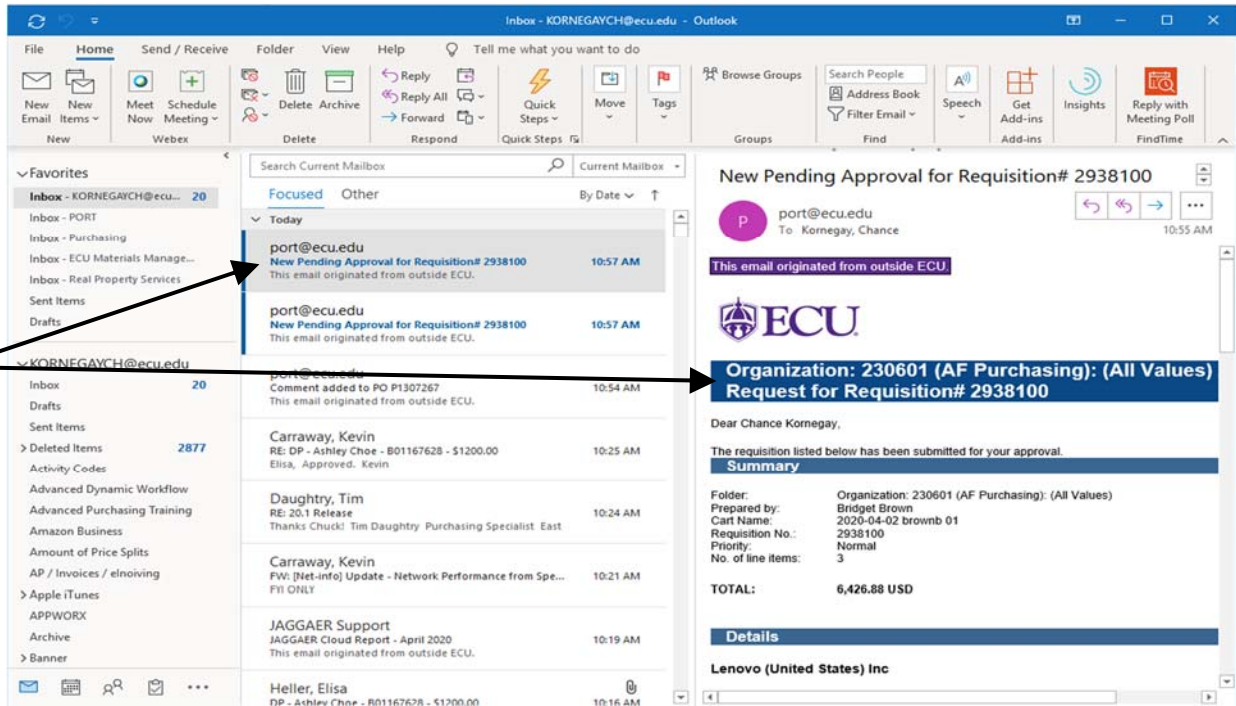 Inbox - KORNEGAYCH@ecu.edu - Outlook
File Home Send / Receive Folder View Help Tell me what you want to do
New Email
New Items
New
Meet Now
Schedule Meeting
Webex
Delete Archive
Delete
Reply
Reply All
Forward
Respond
Quick Steps
Quick Steps
Move
Tags
Browse Groups
Groups
Search People
Address Book
Filter Email
Find
A))
Speech
Get Add-ins
Add-ins
Insights
Reply with Meeting Poll
FindTime
Favorites
Inbox - KORNEGAYCH@ecu... 20
Inbox - PORT
Inbox - Purchasing
Inbox - ECU Materials Manage...
Inbox - Real Property Services
Sent Items
Drafts
KORNEGAYCH@ecu.edu
Inbox 20
Drafts
Sent Items
Deleted Items 2877
Activity Codes
Advanced Dynamic Workflow
Advanced Purchasing Training
Amazon Business
Amount of Price Splits
AP / Invoices / elnoiving
Apple iTunes
APPWORX
Archive
Banner
Search Current Mailbox Current Mailbox
Focused Other By Date
Today
port@ecu.edu
New Pending Approval for Requisition# 2938100 10:57 AM
This email originated from outside ECU.
port@ecu.edu
New Pending Approval for Requisition# 2938100 10:57 AM
This email originated from outside ECU.
port@ecu.edu
Comment added to PO P1307267 10:54 AM
This email originated from outside ECU.
Carraway, Kevin
RE: DP - Ashley Choe - B01167628 - $1200.00 10:25 AM
Elisa, Approved. Kevin
Daughtry, Tim
RE: 20.1 Release 10:24 AM
Thanks Chuck! Tim Daughtry Purchasing Specialist East
Carraway, Kevin
FW: [Net-info] Update - Network Performance from Spe... 10:21 AM
FYI ONLY
JAGGAER Support
JAGGAER Cloud Report - April 2020 10:19 AM
This email originated from outside ECU.
Heller, Elisa
DP - Ashley Choe - B01167628 - $1200.00 10:16 AM
New Pending Approval for Requisition# 2938100
P
port@ecu.edu
To Kornegay, Chance 10:55 AM
This email originated from outside ECU.
ECU
Organization: 230601 (AF Purchasing): (All Values)
Request for Requisition# 2938100
Dear Chance Kornegay,
The requisition listed below has been submitted for your approval.
Summary
Folder: Organization: 230601 (AF Purchasing): (All Values)
Prepared by: Bridget Brown
Cart Name: 2020-04-02 brownb 01
Requisition No.: 2938100
Priority: Normal
No. of line items: 3
TOTAL: 6,426.88 USD
Details
Lenovo (United States) Inc